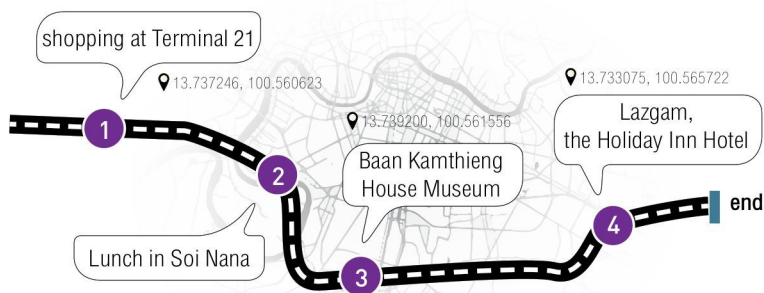 shopping at Terminal 21
13.737246, 100.560623
1
2
Lunch in Soi Nana
13.739200, 100.561556
Baan Kamthieng
House Museum
3
13.733075, 100.565722
Lazgam,
the Holiday Inn Hotel
4
end